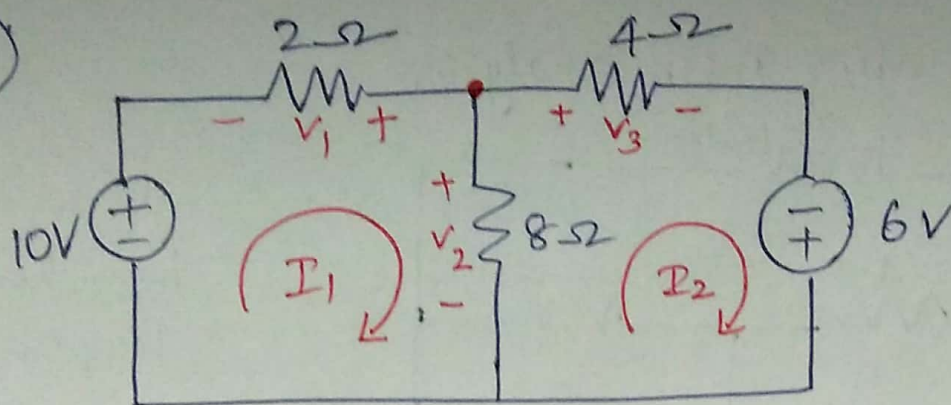 )
2Ω 4Ω
- V₁ + + V₃ -
+
10V + - V₂ 8Ω - + 6V
I₁ I₂
-